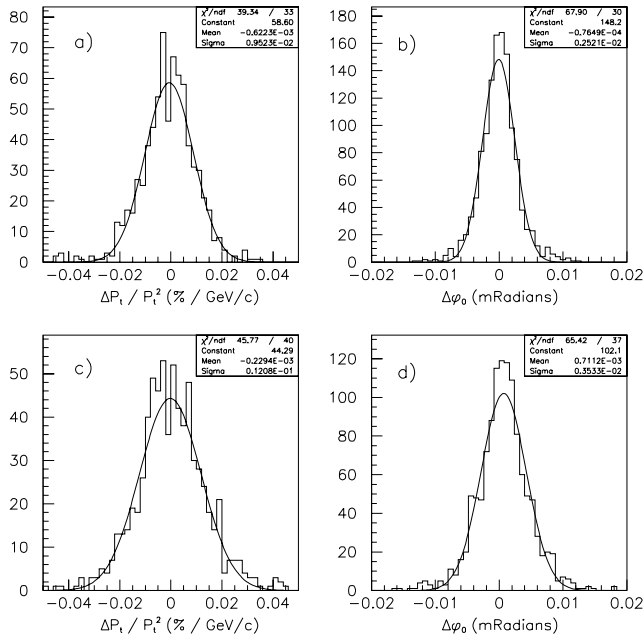 χ²/ndf 39.34 / 33
Constant 58.60
Mean -0.6223E-03
Sigma 0.9523E-02
a)
80
70
60
50
40
30
20
10
0
-0.04 -0.02 0 0.02 0.04
ΔPt / Pt² (% / GeV/c)
χ²/ndf 67.90 / 30
Constant 148.2
Mean -0.7649E-04
Sigma 0.2521E-02
b)
180
160
140
120
100
80
60
40
20
0
-0.02 -0.01 0 0.01 0.02
Δφ₀ (mRadians)
χ²/ndf 45.77 / 40
Constant 44.29
Mean -0.2294E-03
Sigma 0.1208E-01
c)
50
40
30
20
10
0
-0.04 -0.02 0 0.02 0.04
ΔPt / Pt² (% / GeV/c)
χ²/ndf 65.42 / 37
Constant 102.1
Mean 0.7112E-03
Sigma 0.3533E-02
d)
120
100
80
60
40
20
0
-0.02 -0.01 0 0.01 0.02
Δφ₀ (mRadians)